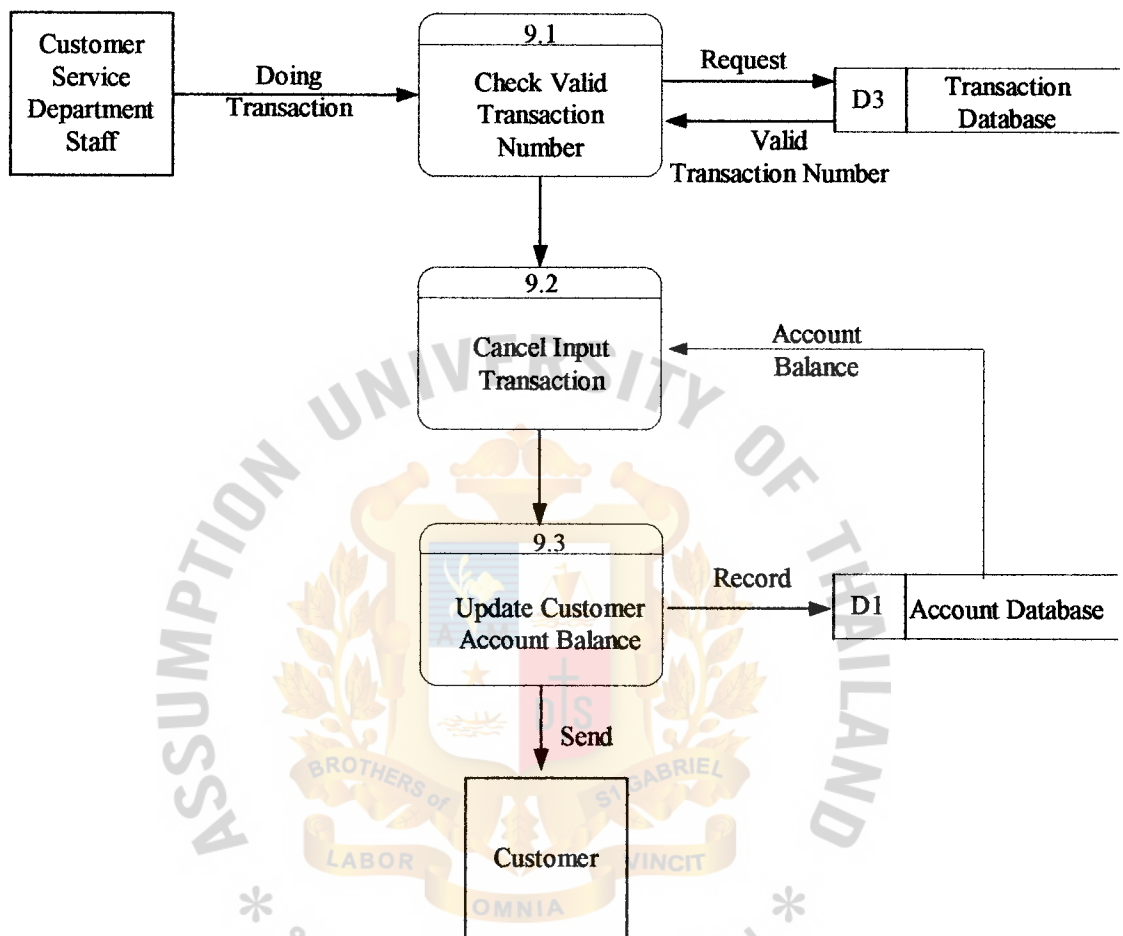 Customer
Service
Department
Staff
Doing
Transaction
9.1
Check Valid
Transaction
Number
Request
Valid
Transaction Number
D3
Transaction
Database
9.2
Cancel Input
Transaction
Account
Balance
9.3
Update Customer
Account Balance
Record
D1
Account Database
Send
Customer
ASSUMPTION UNIVERSITY OF THAILAND
BROTHERS of
ST GABRIEL
LABOR
OMNIA
VINCIT